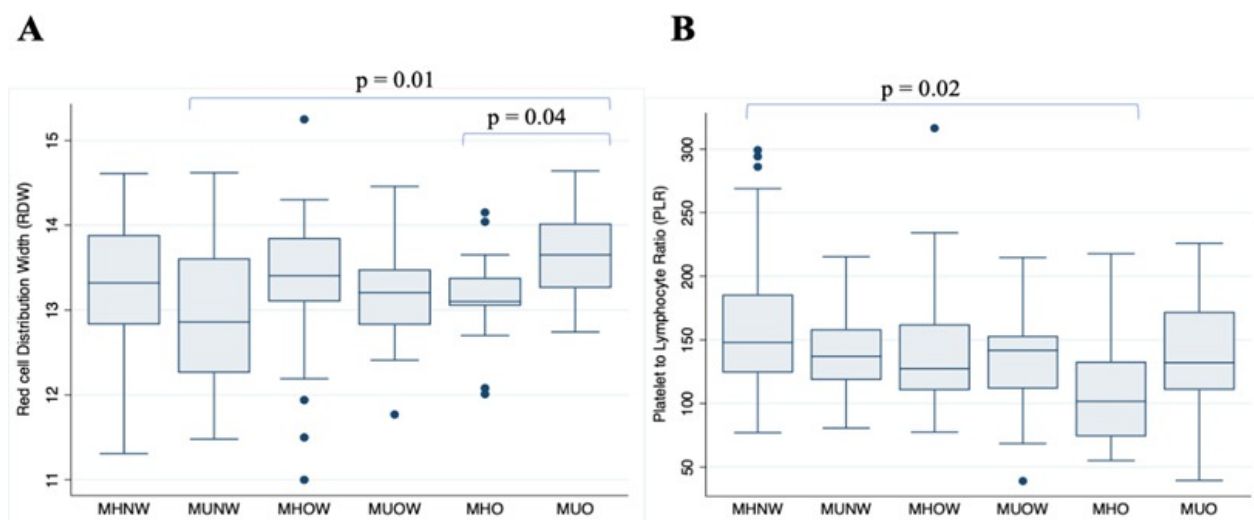 A
p = 0.01
p = 0.04
Red cell Distribution Width (RDW)
15
14
13
12
11
MHNW MUNW MHOW MUOW MHO MUO
B
p = 0.02
Platelet to Lymphocyte Ratio (PLR)
300
250
200
150
100
50
MHNW MUNW MHOW MUOW MHO MUO